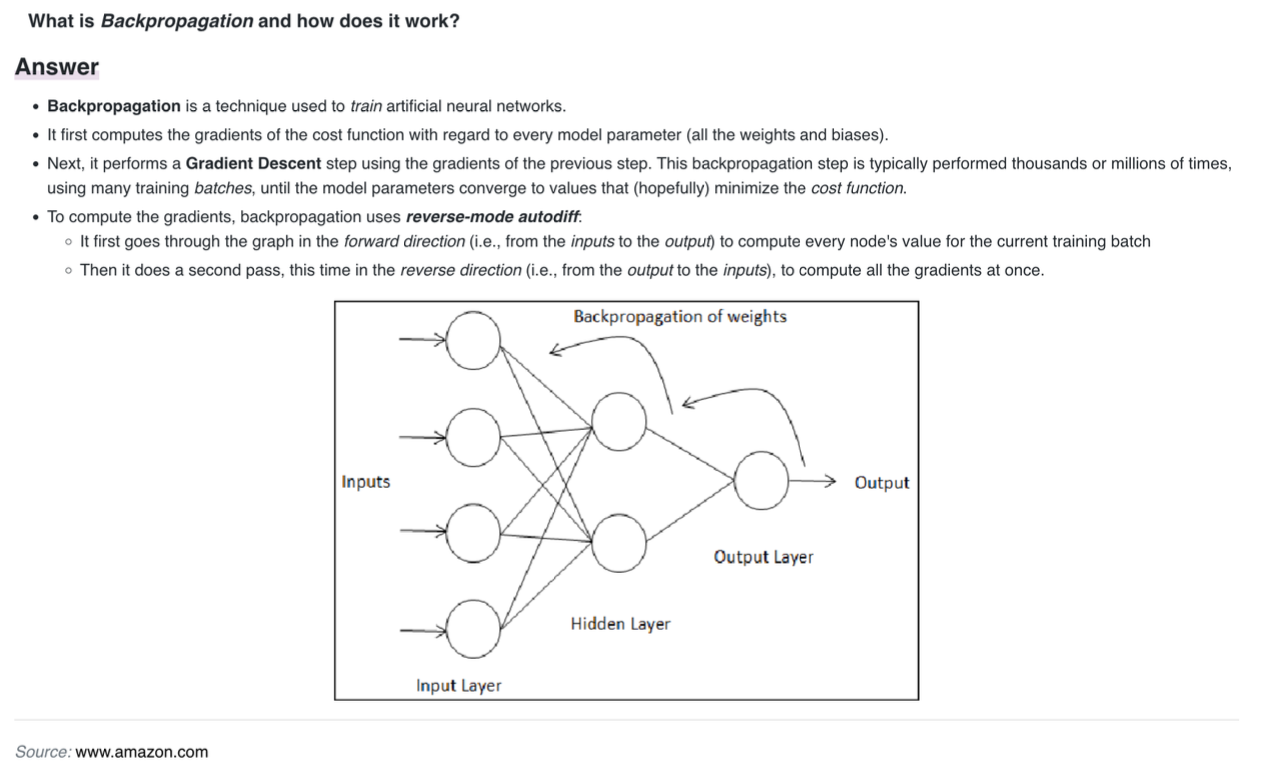 What is Backpropagation and how does it work?
Answer
• Backpropagation is a technique used to train artificial neural networks.
• It first computes the gradients of the cost function with regard to every model parameter (all the weights and biases).
• Next, it performs a Gradient Descent step using the gradients of the previous step. This backpropagation step is typically performed thousands or millions of times,
using many training batches, until the model parameters converge to values that (hopefully) minimize the cost function.
• To compute the gradients, backpropagation uses reverse-mode autodiff:
◦ It first goes through the graph in the forward direction (i.e., from the inputs to the output) to compute every node's value for the current training batch
◦ Then it does a second pass, this time in the reverse direction (i.e., from the output to the inputs), to compute all the gradients at once.
Backpropagation of weights
Inputs
Output
Output Layer
Hidden Layer
Input Layer
Source: www.amazon.com